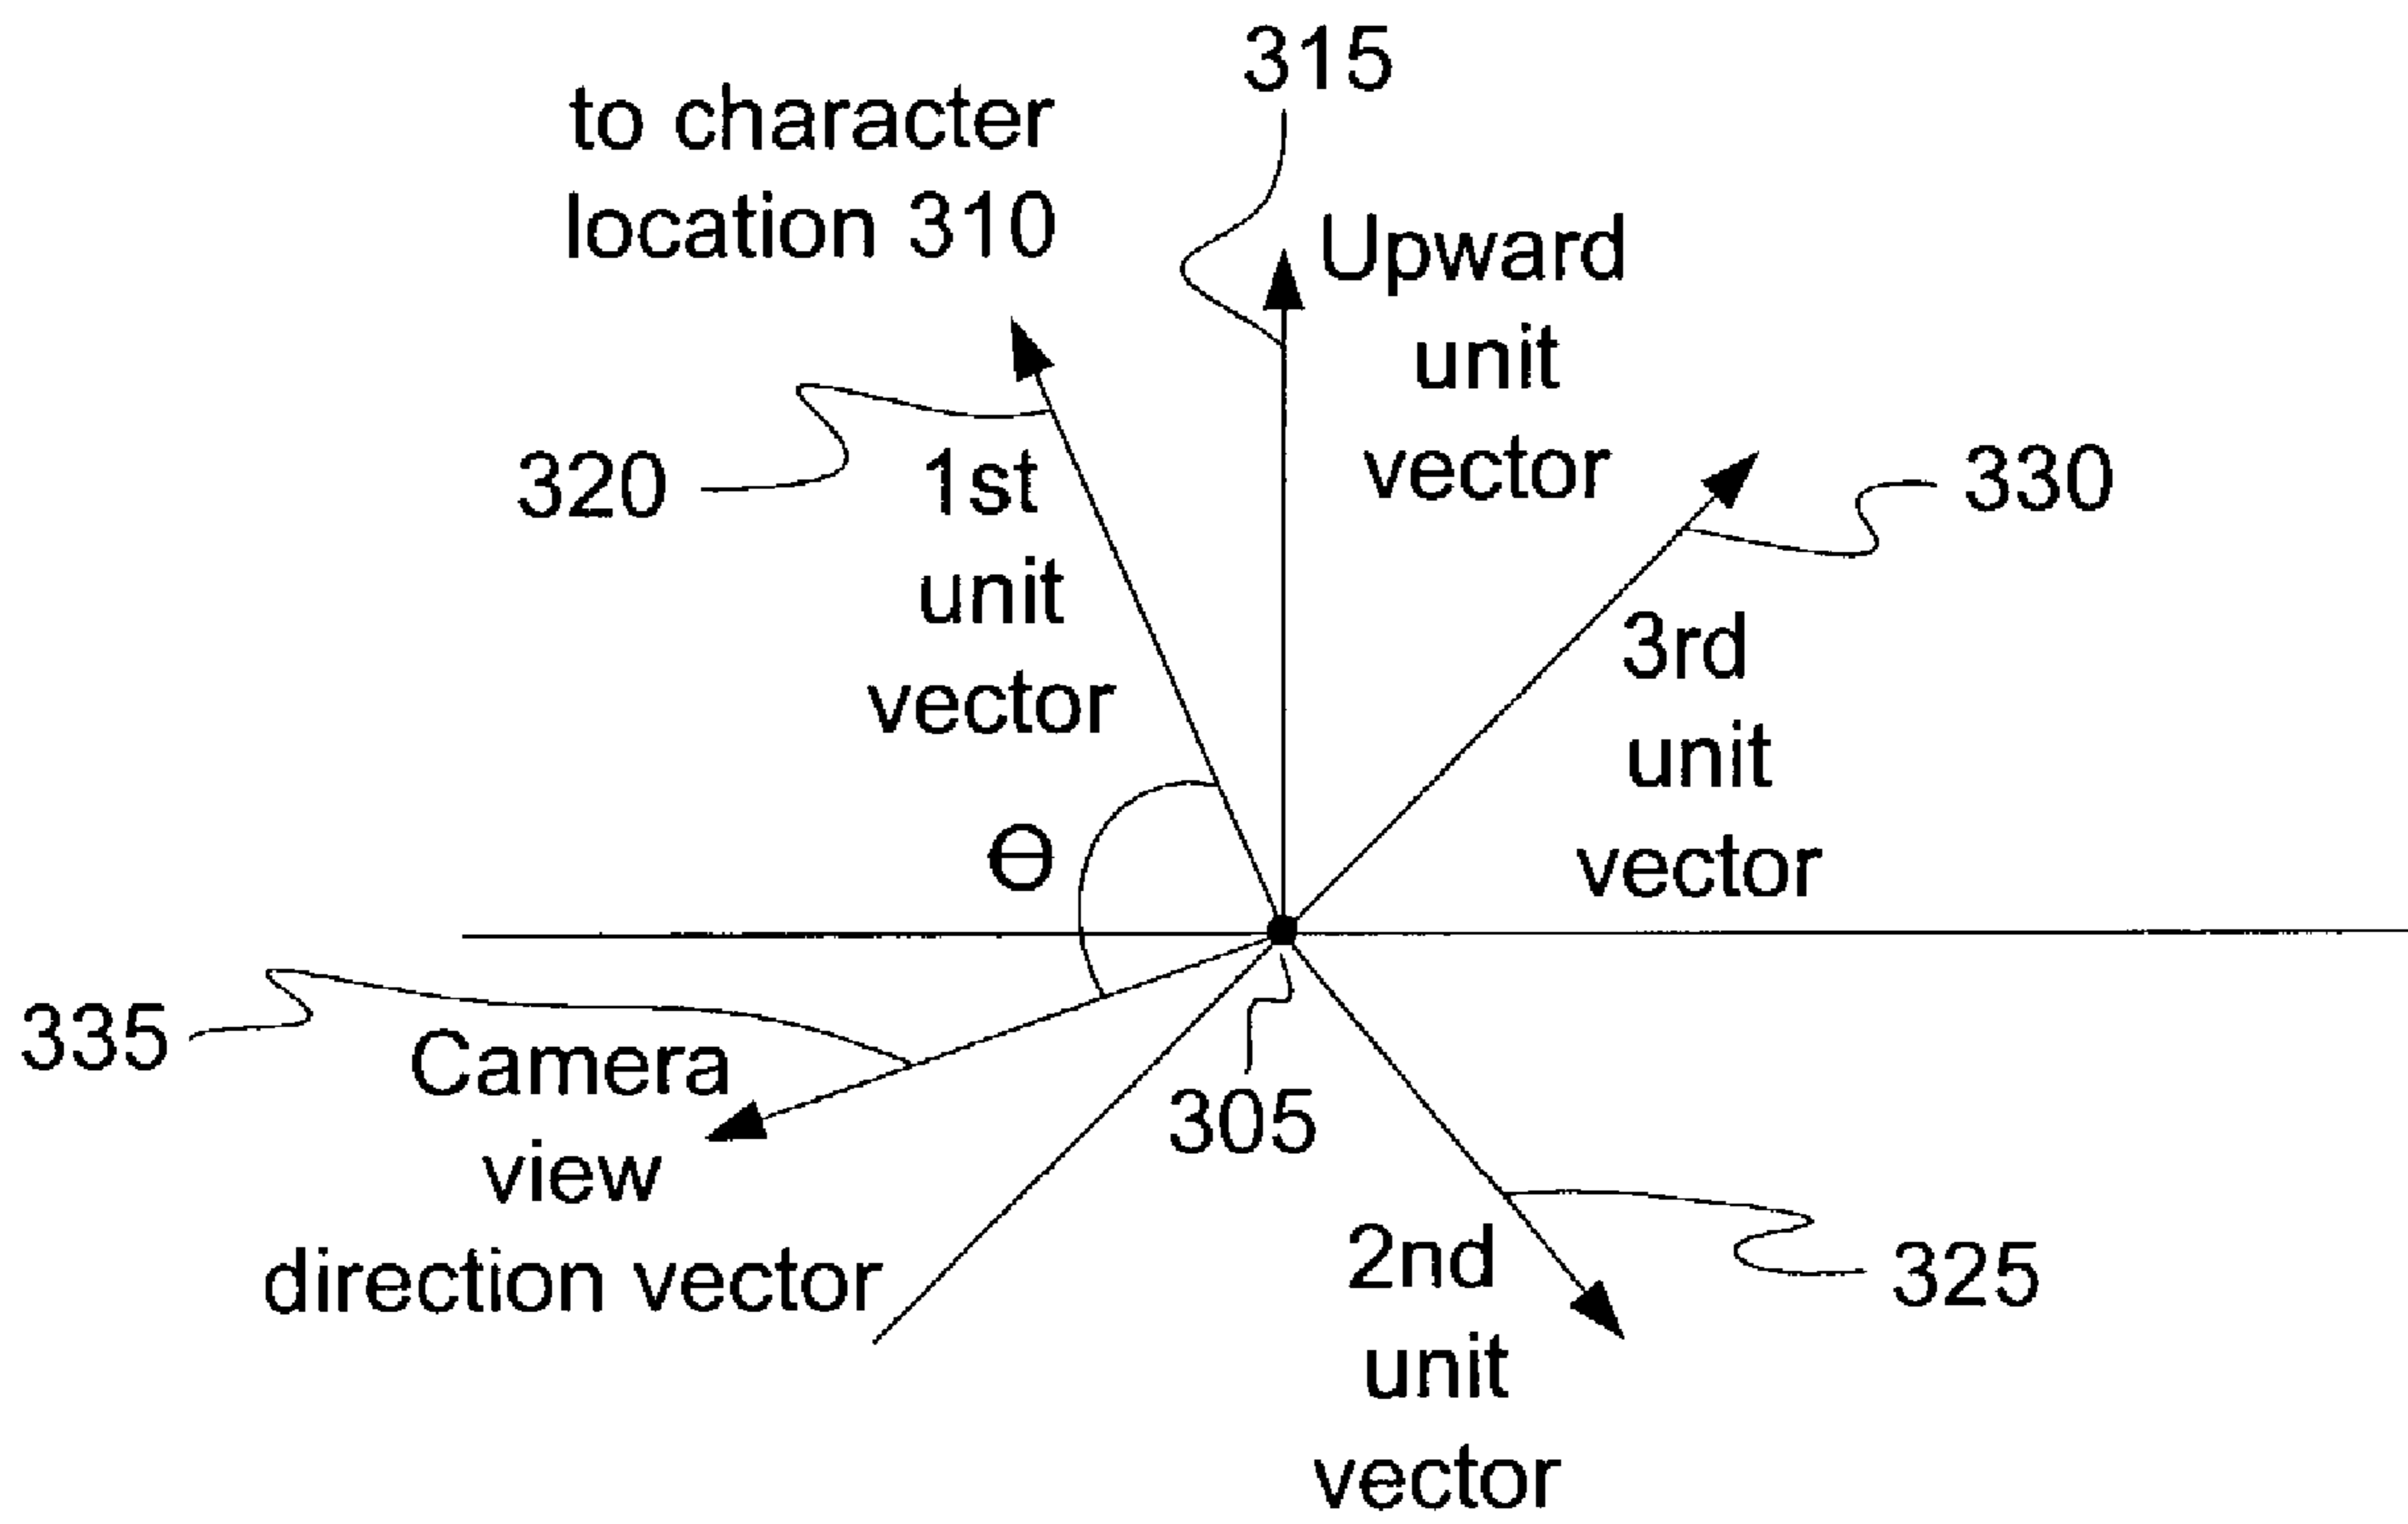 315
to character
location 310
Upward
unit
vector
320
1st
unit
vector
330
3rd
unit
vector
Θ
335
Camera
view
direction vector
305
2nd
unit
vector
325